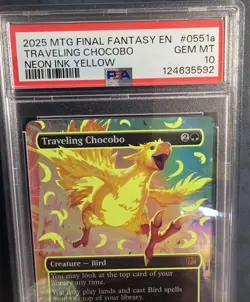 2025 MTG FINAL FANTASY EN #0551a
TRAVELING CHOCOBO GEM MT
NEON INK YELLOW 10
PSA 124635592
Traveling Chocobo 2
Creature — Bird
You may look at the top card of your
library any time.
You may play lands and cast Bird spells
from the top of your library.